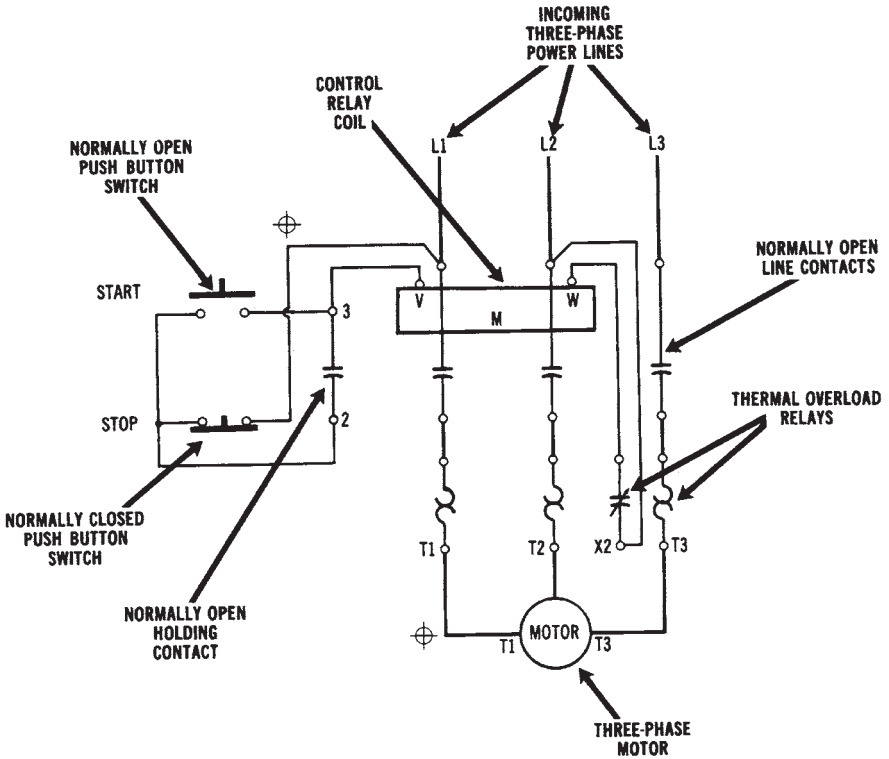 INCOMING
THREE-PHASE
POWER LINES
CONTROL
RELAY
COIL
L1
L2
L3
NORMALLY OPEN
PUSH BUTTON
SWITCH
NORMALLY OPEN
LINE CONTACTS
START
3
V
M
W
STOP
2
THERMAL OVERLOAD
RELAYS
NORMALLY CLOSED
PUSH BUTTON
SWITCH
T1
T2
X2
T3
NORMALLY OPEN
HOLDING
CONTACT
T1
MOTOR
T3
THREE-PHASE
MOTOR